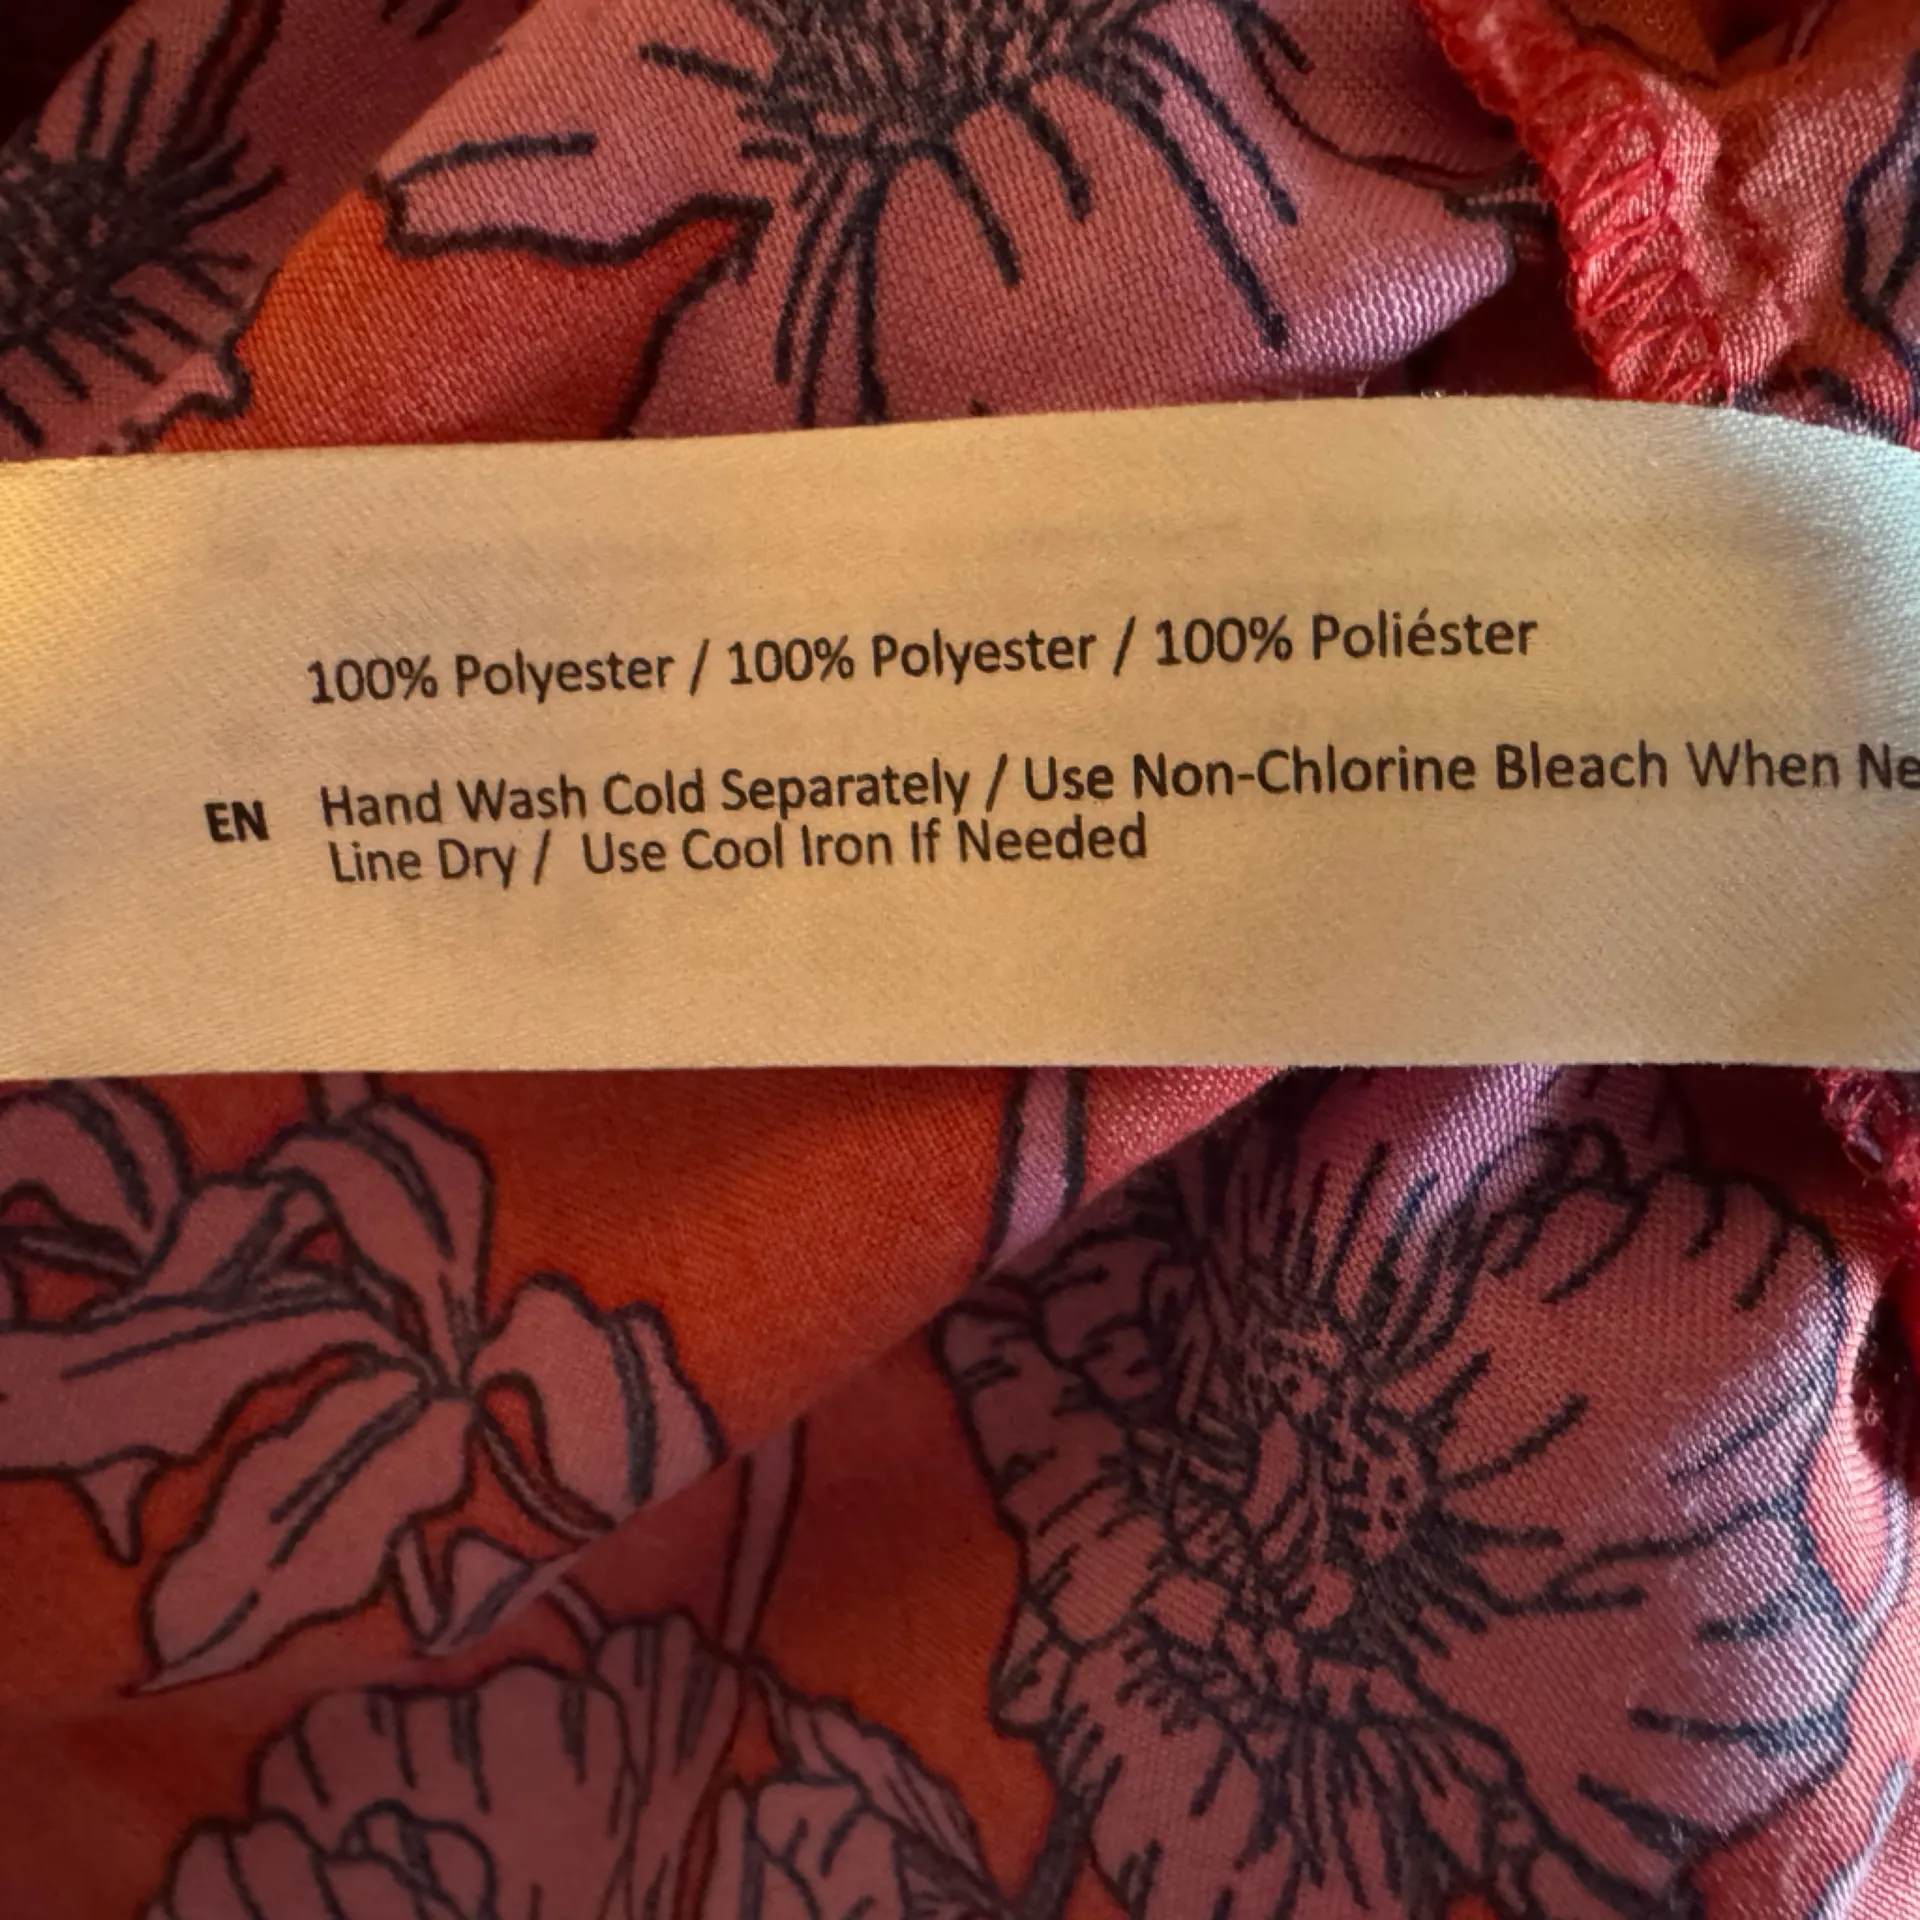 100% Polyester / 100% Polyester / 100% Poliéster
EN Hand Wash Cold Separately / Use Non-Chlorine Bleach When Ne
Line Dry / Use Cool Iron If Needed